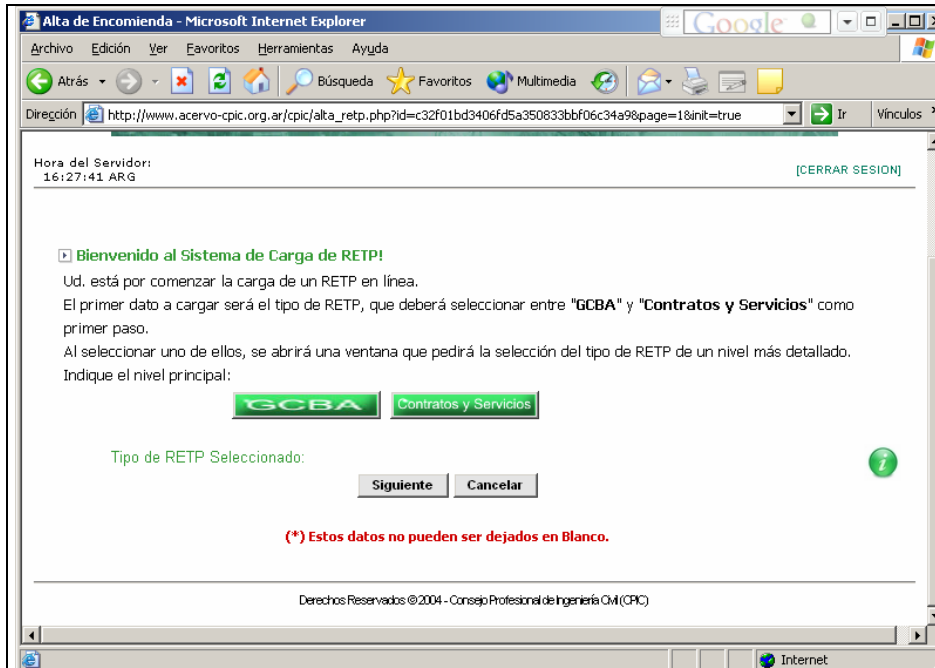 Alta de Encomienda - Microsoft Internet Explorer
Google
Archivo Edición Ver Favoritos Herramientas Ayuda
Atrás Búsqueda Favoritos Multimedia
Dirección http://www.acervo-cpic.org.ar/cpic/alta_retp.php?id=c32f01bd3406fd5a350833bbf06c34a9&page=1&init=true Ir Vínculos »
Hora del Servidor:
16:27:41 ARG
[CERRAR SESION]
Bienvenido al Sistema de Carga de RETP!
Ud. está por comenzar la carga de un RETP en línea.
El primer dato a cargar será el tipo de RETP, que deberá seleccionar entre "GCBA" y "Contratos y Servicios" como
primer paso.
Al seleccionar uno de ellos, se abrirá una ventana que pedirá la selección del tipo de RETP de un nivel más detallado.
Indique el nivel principal:
GCBA Contratos y Servicios
Tipo de RETP Seleccionado:
i
Siguiente Cancelar
(*) Estos datos no pueden ser dejados en Blanco.
Derechos Reservados © 2004 - Consejo Profesional de Ingeniería Civil (CPIC)
Internet